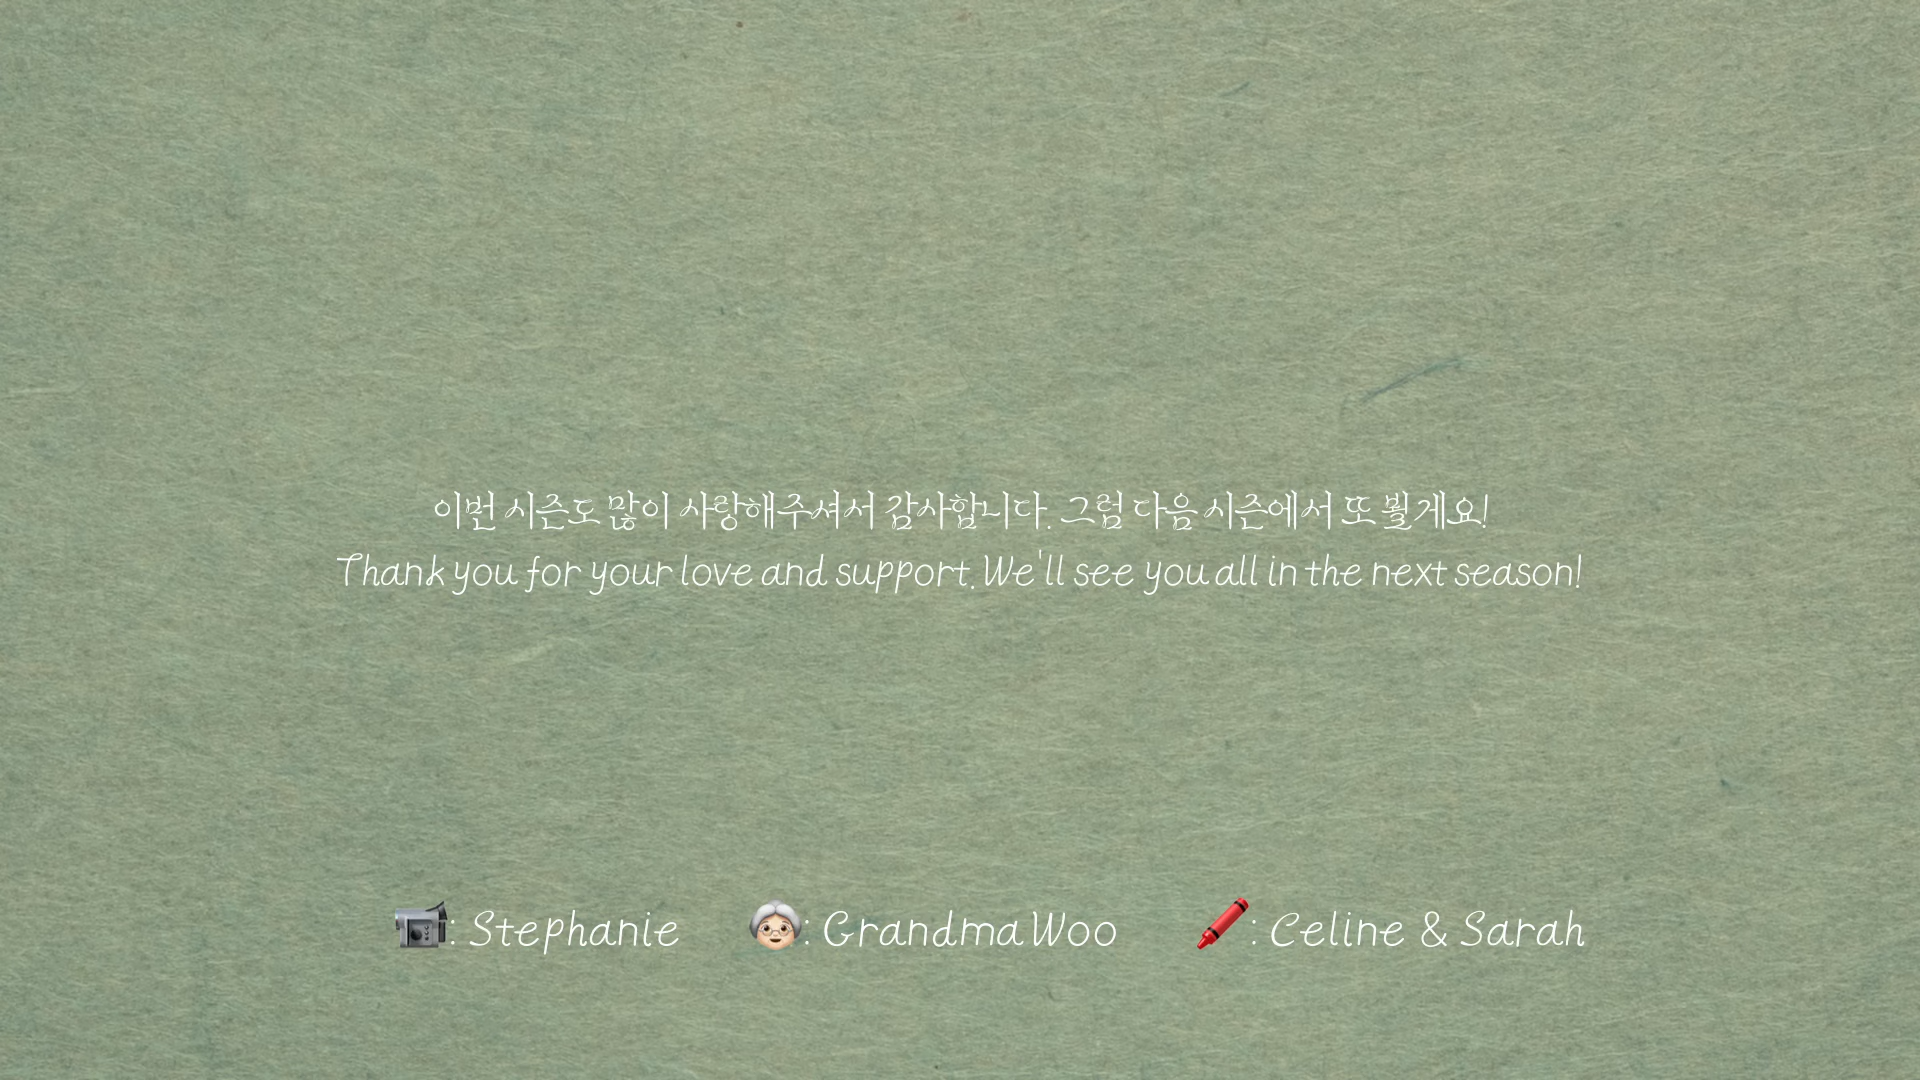 이번 시즌도 많이 사랑해주셔서 감사합니다. 그럼 다음 시즌에서 또 뵐게요!
Thank you for your love and support. We'll see you all in the next season!
📹: Stephanie 👵🏻: Grandma Woo 🖍️: Celine & Sarah